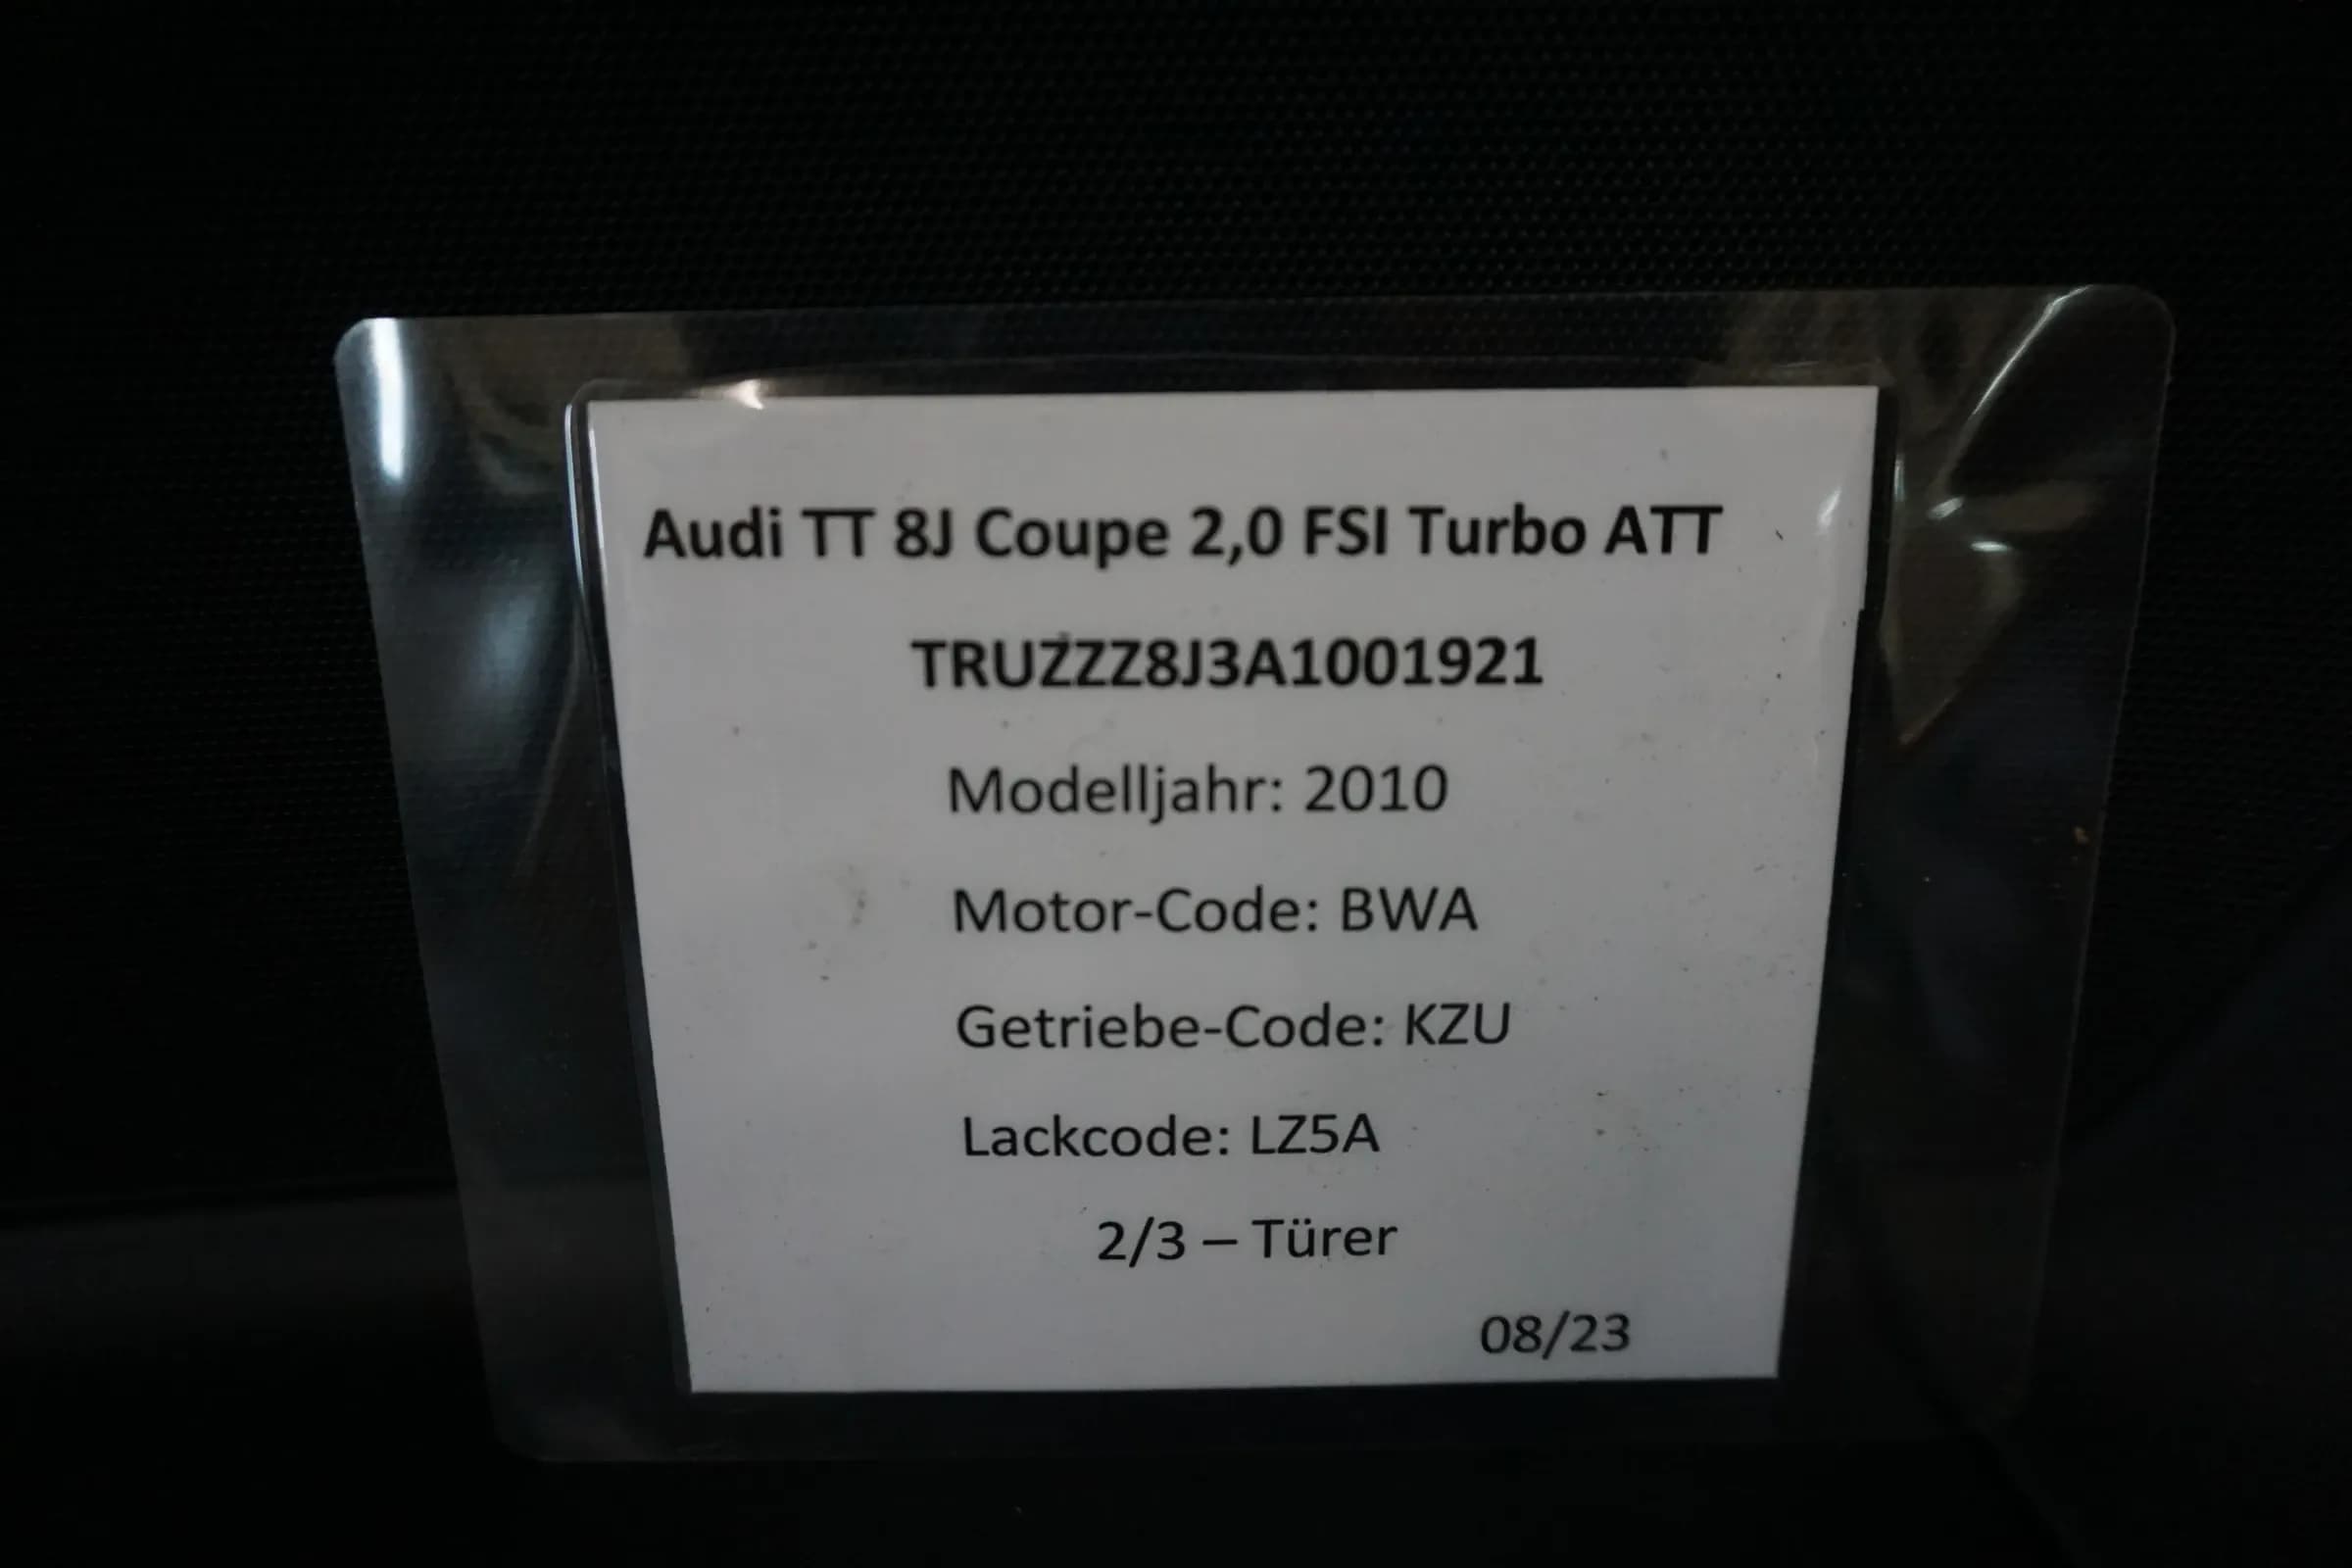 Audi TT 8J Coupe 2,0 FSI Turbo ATT
TRUZZZ8J3A1001921
Modelljahr: 2010
Motor-Code: BWA
Getriebe-Code: KZU
Lackcode: LZ5A
2/3 – Türer
08/23